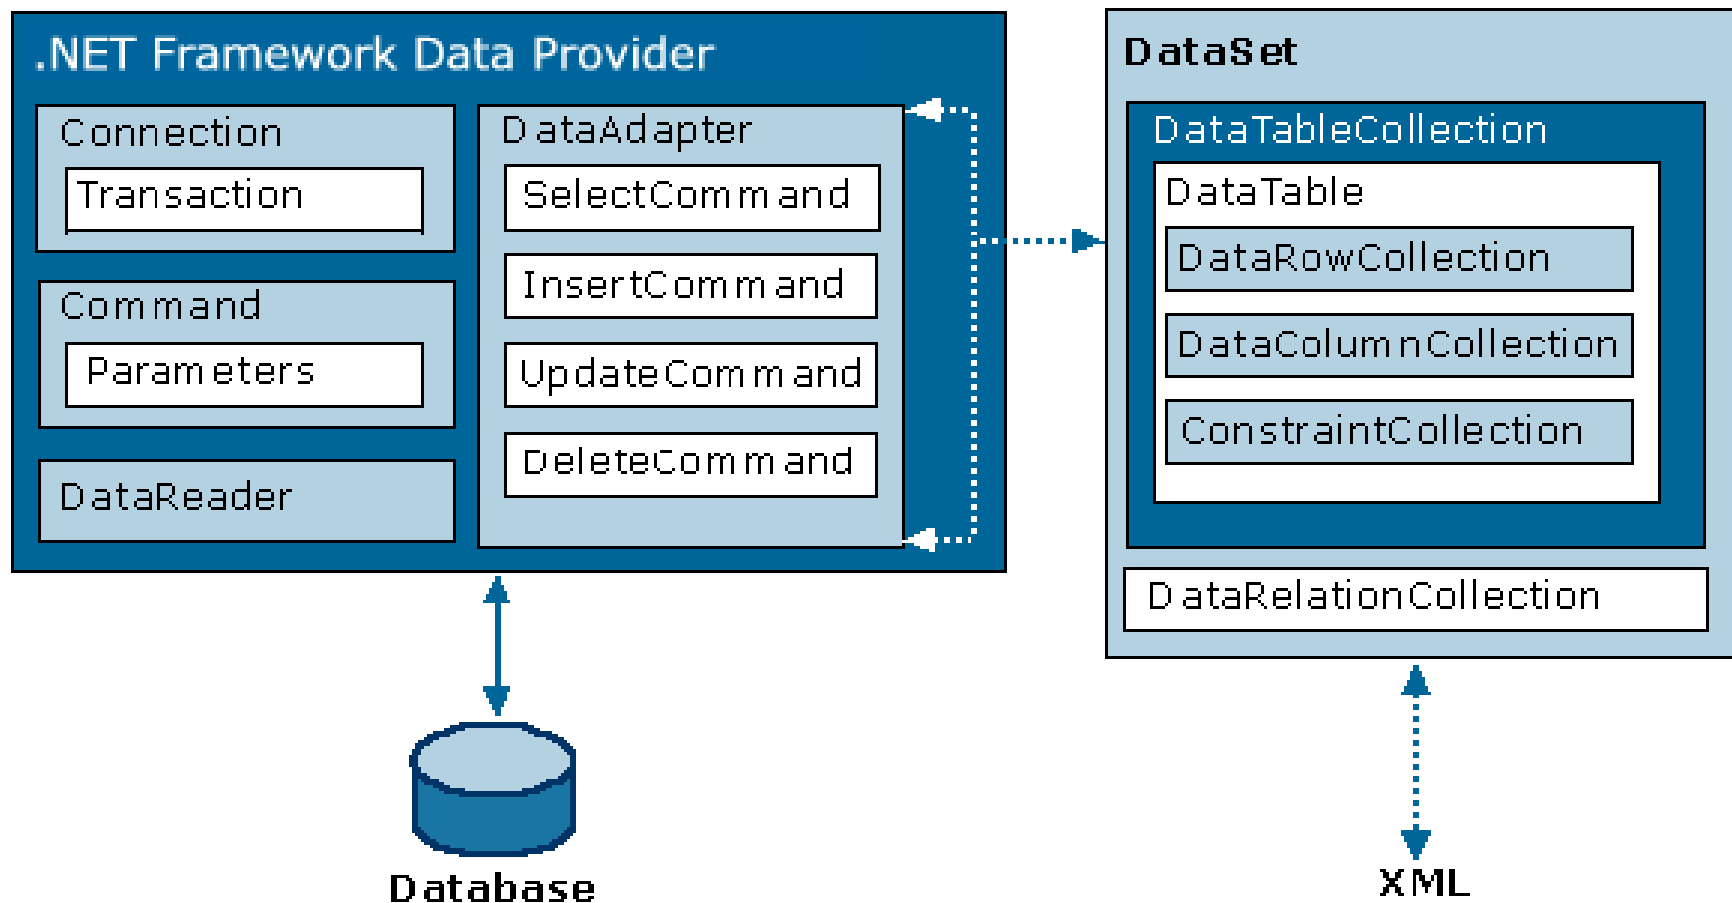 .NET Framework Data Provider
Connection
Transaction
Command
Parameters
DataReader
DataAdapter
SelectCommand
InsertCommand
UpdateCommand
DeleteCommand
Database
DataSet
DataTableCollection
DataTable
DataRowCollection
DataColumnCollection
ConstraintCollection
DataRelationCollection
XML